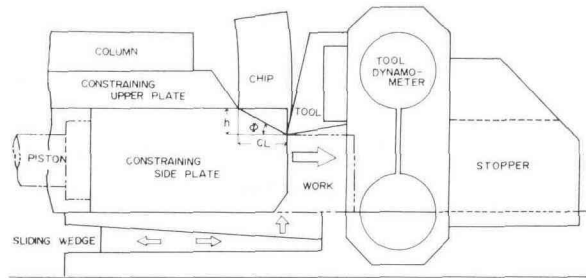 COLUMN
CHIP
TOOL
DYNAMO-
METER
CONSTRAINING
UPPER PLATE
TOOL
h
Φ
CL
PISTON
CONSTRAINING
SIDE PLATE
WORK
STOPPER
SLIDING WEDGE